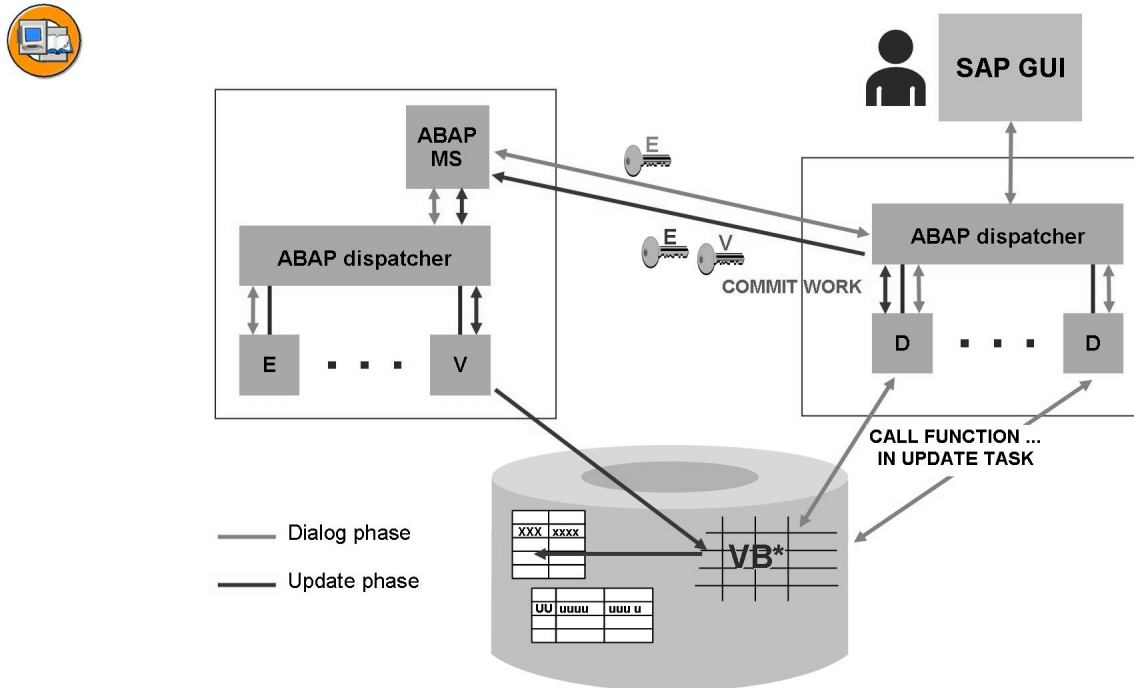 SAP GUI
ABAP
MS
E
E
V
COMMIT WORK
ABAP dispatcher
ABAP dispatcher
E
V
D
D
CALL FUNCTION ...
IN UPDATE TASK
Dialog phase
Update phase
XXX xxxx
VB*
UU uuuu uuu u